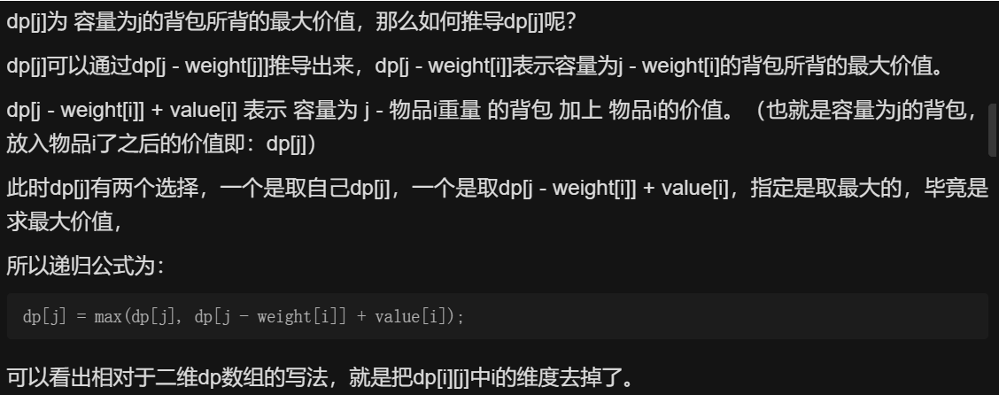 dp[j]为 容量为j的背包所背的最大价值，那么如何推导dp[j]呢？
dp[j]可以通过dp[j - weight[j]]推导出来，dp[j - weight[i]]表示容量为j - weight[i]的背包所背的最大价值。
dp[j - weight[i]] + value[i] 表示 容量为 j - 物品i重量 的背包 加上 物品i的价值。（也就是容量为j的背包，
放入物品i了之后的价值即：dp[j]）
此时dp[j]有两个选择，一个是取自己dp[j]，一个是取dp[j - weight[i]] + value[i]，指定是取最大的，毕竟是
求最大价值，
所以递归公式为：
dp[j] = max(dp[j], dp[j - weight[i]] + value[i]);
可以看出相对于二维dp数组的写法，就是把dp[i][j]中i的维度去掉了。